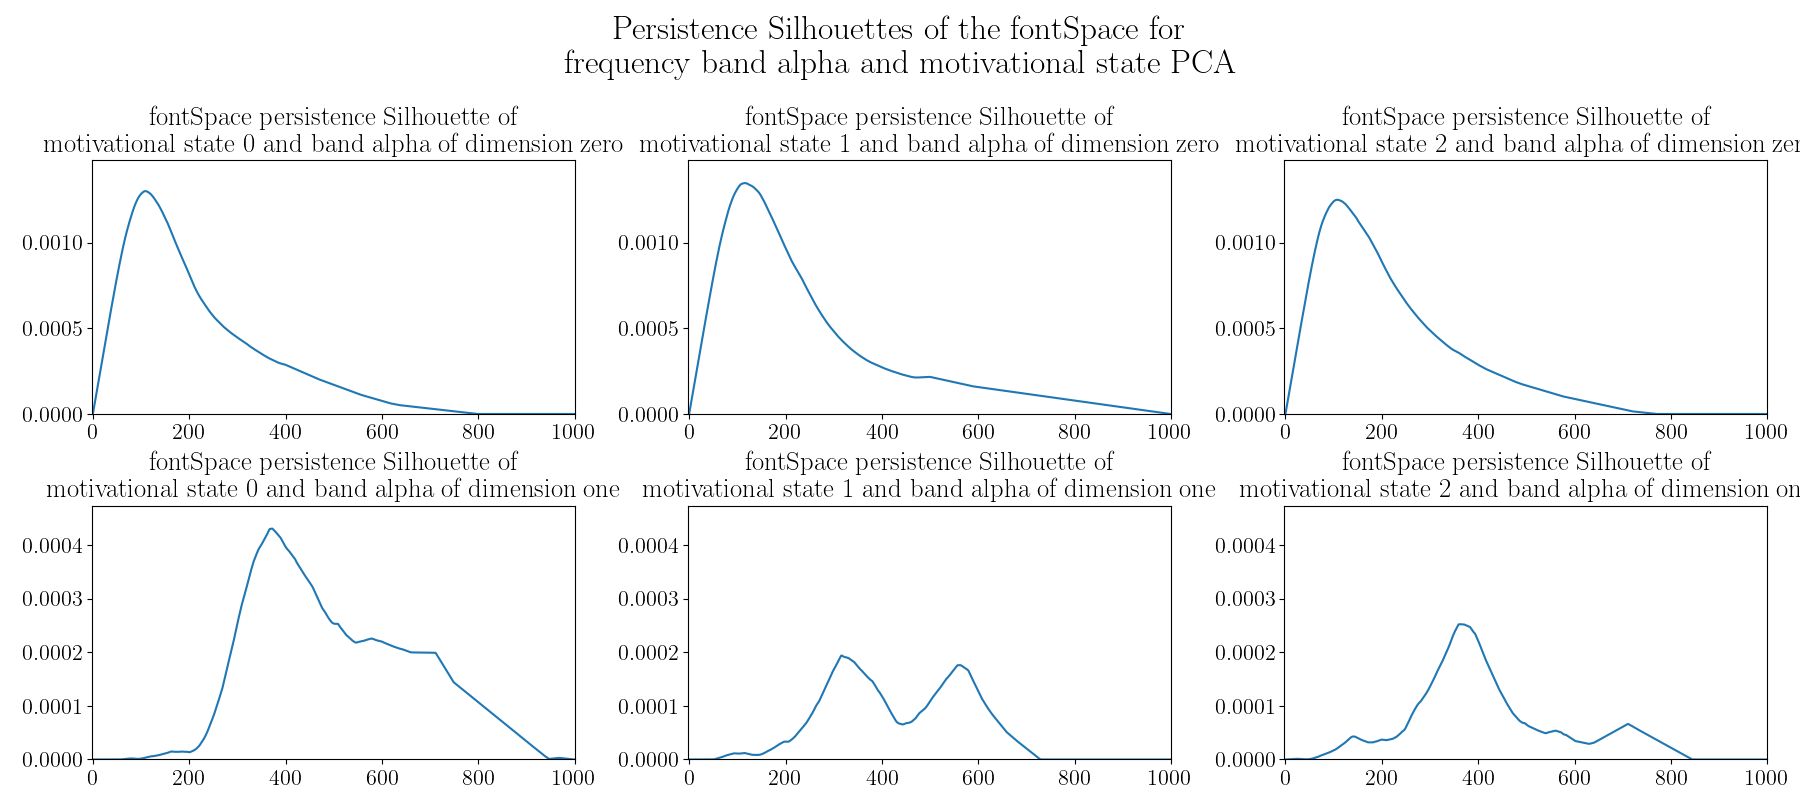 Persistence Silhouettes of the fontSpace for
frequency band alpha and motivational state PCA
fontSpace persistence Silhouette of
motivational state 0 and band alpha of dimension zero
0.0010
0.0005
0.0000
0 200 400 600 800 1000
fontSpace persistence Silhouette of
motivational state 1 and band alpha of dimension zero
0.0010
0.0005
0.0000
0 200 400 600 800 1000
fontSpace persistence Silhouette of
motivational state 2 and band alpha of dimension zer
0.0010
0.0005
0.0000
0 200 400 600 800 1000
fontSpace persistence Silhouette of
motivational state 0 and band alpha of dimension one
0.0004
0.0003
0.0002
0.0001
0.0000
0 200 400 600 800 1000
fontSpace persistence Silhouette of
motivational state 1 and band alpha of dimension one
0.0004
0.0003
0.0002
0.0001
0.0000
0 200 400 600 800 1000
fontSpace persistence Silhouette of
motivational state 2 and band alpha of dimension on
0.0004
0.0003
0.0002
0.0001
0.0000
0 200 400 600 800 1000